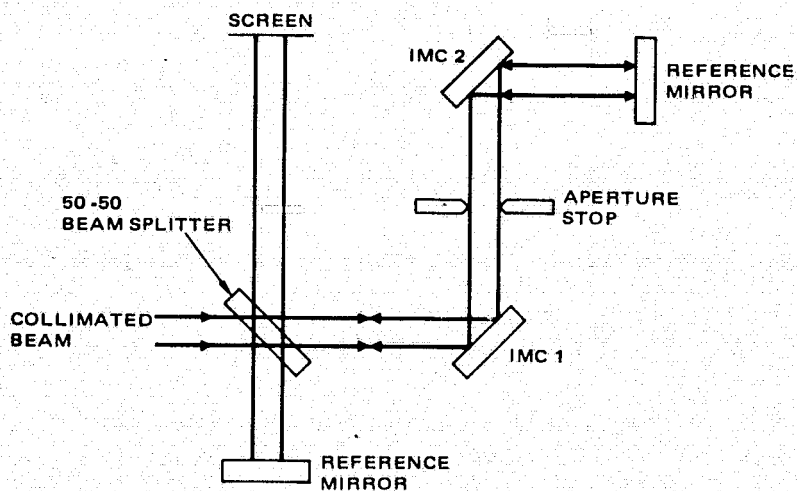 SCREEN
IMC 2
REFERENCE
MIRROR
50-50
BEAM SPLITTER
APERTURE
STOP
COLLIMATED
BEAM
IMC 1
REFERENCE
MIRROR